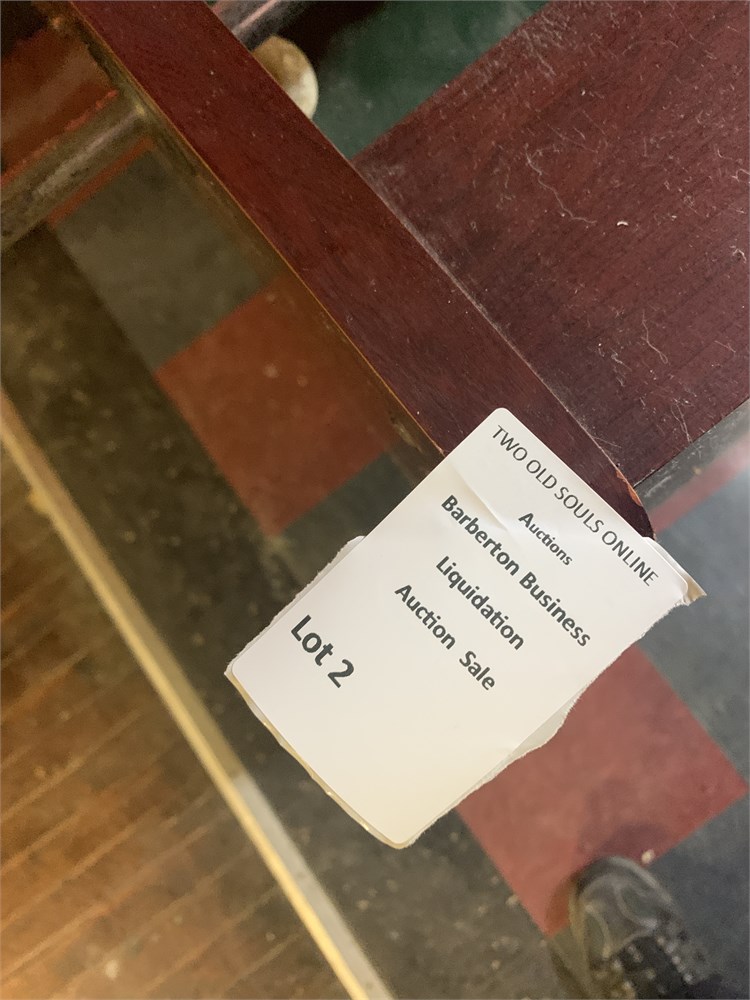 TWO OLD SOULS ONLINE
Auctions
Barberton Business
Liquidation
Auction Sale
Lot 2